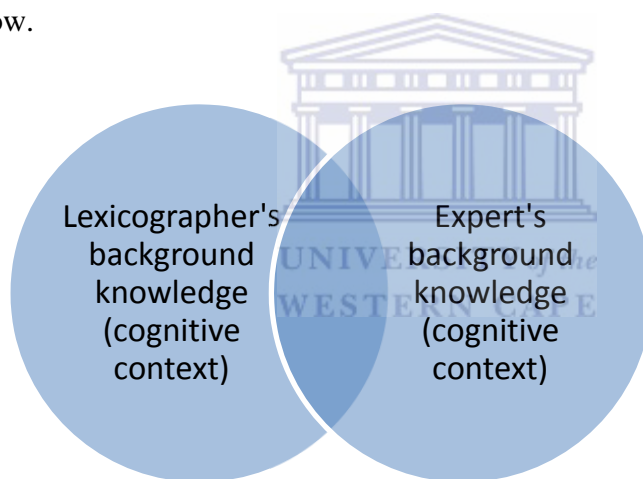 ow.
Lexicographer's
background
knowledge
(cognitive
context)
Expert's
background
knowledge
(cognitive
context)
UNIVERSITY of the
WESTERN CAPE